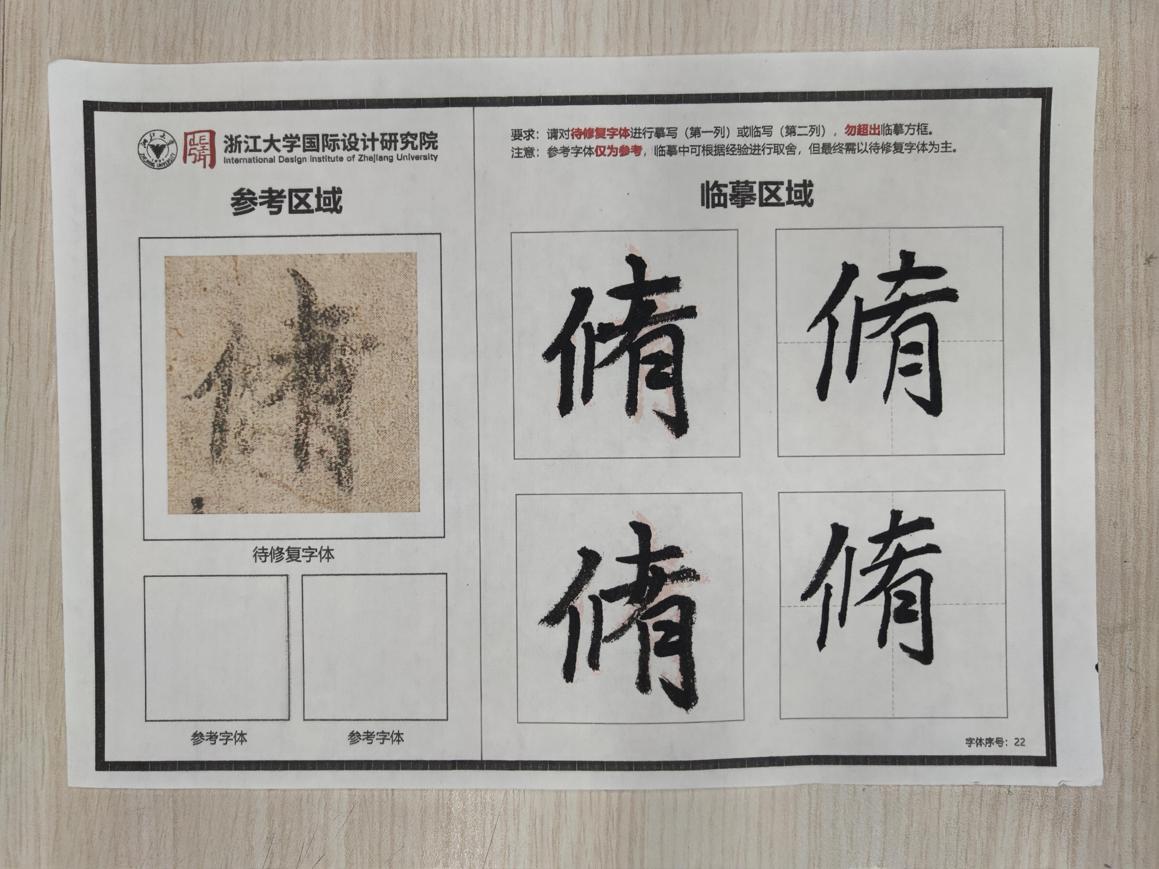 浙江大学国际设计研究院
International Design Institute of Zhejiang University
参考区域
待修复字体
参考字体
参考字体
要求：请对待修复字体进行摹写（第一列）或临写（第二列），勿超出临摹方框。
注意：参考字体仅为参考，临摹中可根据经验进行取舍，但最终需以待修复字体为主。
临摹区域
字体序号：22